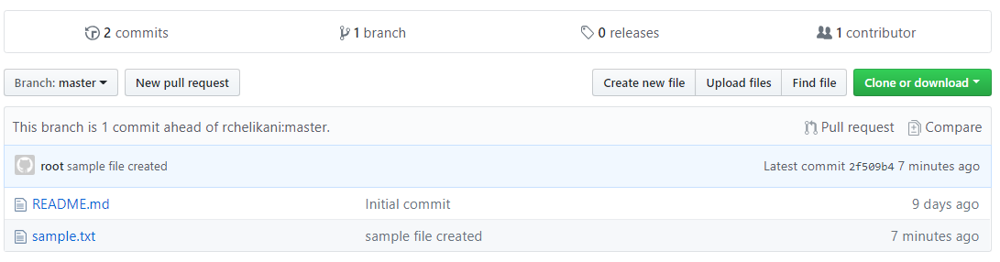 2 commits 1 branch 0 releases 1 contributor
Branch: master New pull request Create new file Upload files Find file Clone or download
This branch is 1 commit ahead of rchelikani:master. Pull request Compare
root sample file created Latest commit 2f509b4 7 minutes ago
README.md Initial commit 9 days ago
sample.txt sample file created 7 minutes ago